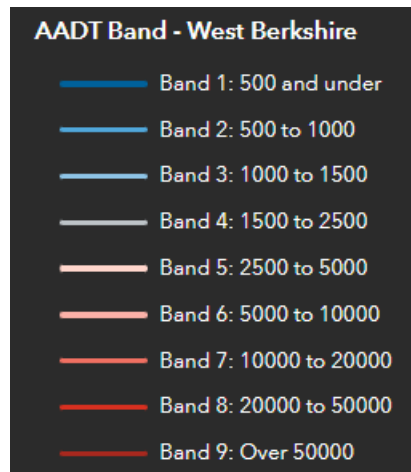 AADT Band - West Berkshire
Band 1: 500 and under
Band 2: 500 to 1000
Band 3: 1000 to 1500
Band 4: 1500 to 2500
Band 5: 2500 to 5000
Band 6: 5000 to 10000
Band 7: 10000 to 20000
Band 8: 20000 to 50000
Band 9: Over 50000